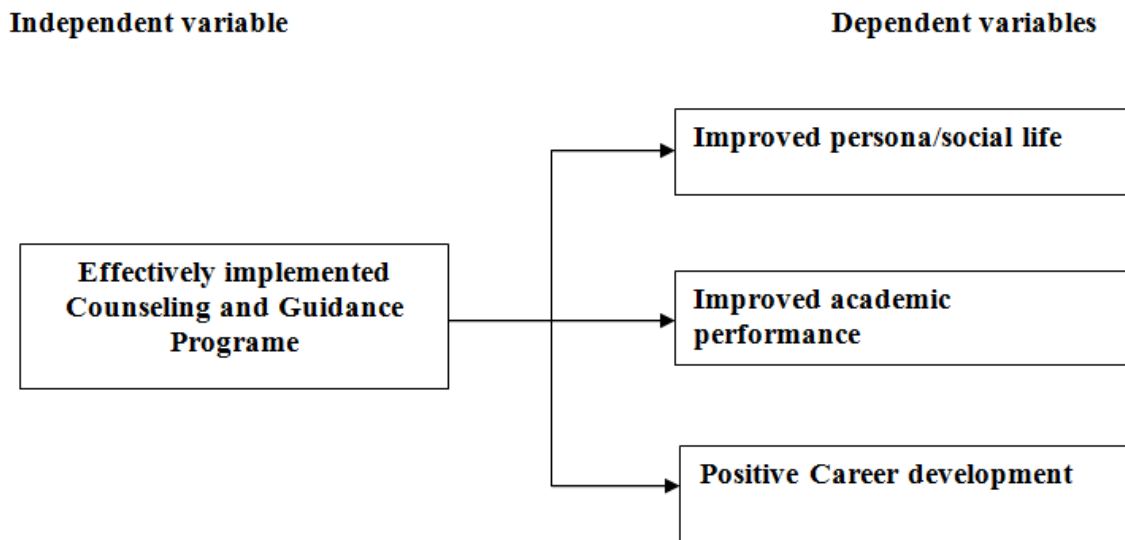 Independent variable
Dependent variables
Improved persona/social life
Effectively implemented
Counseling and Guidance
Programe
Improved academic
performance
Positive Career development